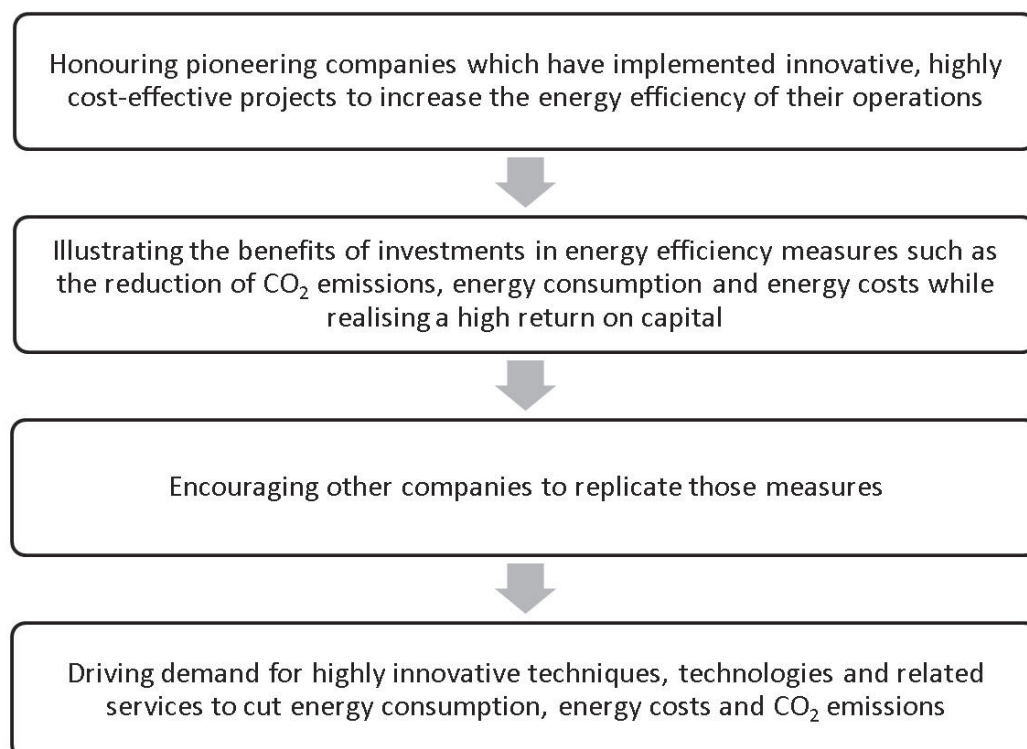 Honouring pioneering companies which have implemented innovative, highly
cost-effective projects to increase the energy efficiency of their operations
Illustrating the benefits of investments in energy efficiency measures such as
the reduction of CO₂ emissions, energy consumption and energy costs while
realising a high return on capital
Encouraging other companies to replicate those measures
Driving demand for highly innovative techniques, technologies and related
services to cut energy consumption, energy costs and CO₂ emissions